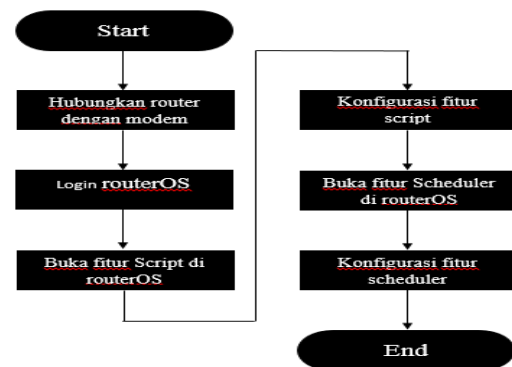 Start
Hubungkan router
dengan modem
Login routerOS
Buka fitur Script di
routerOS
Konfigurasi fitur
script
Buka fitur Scheduler
di routerOS
Konfigurasi fitur
scheduler
End